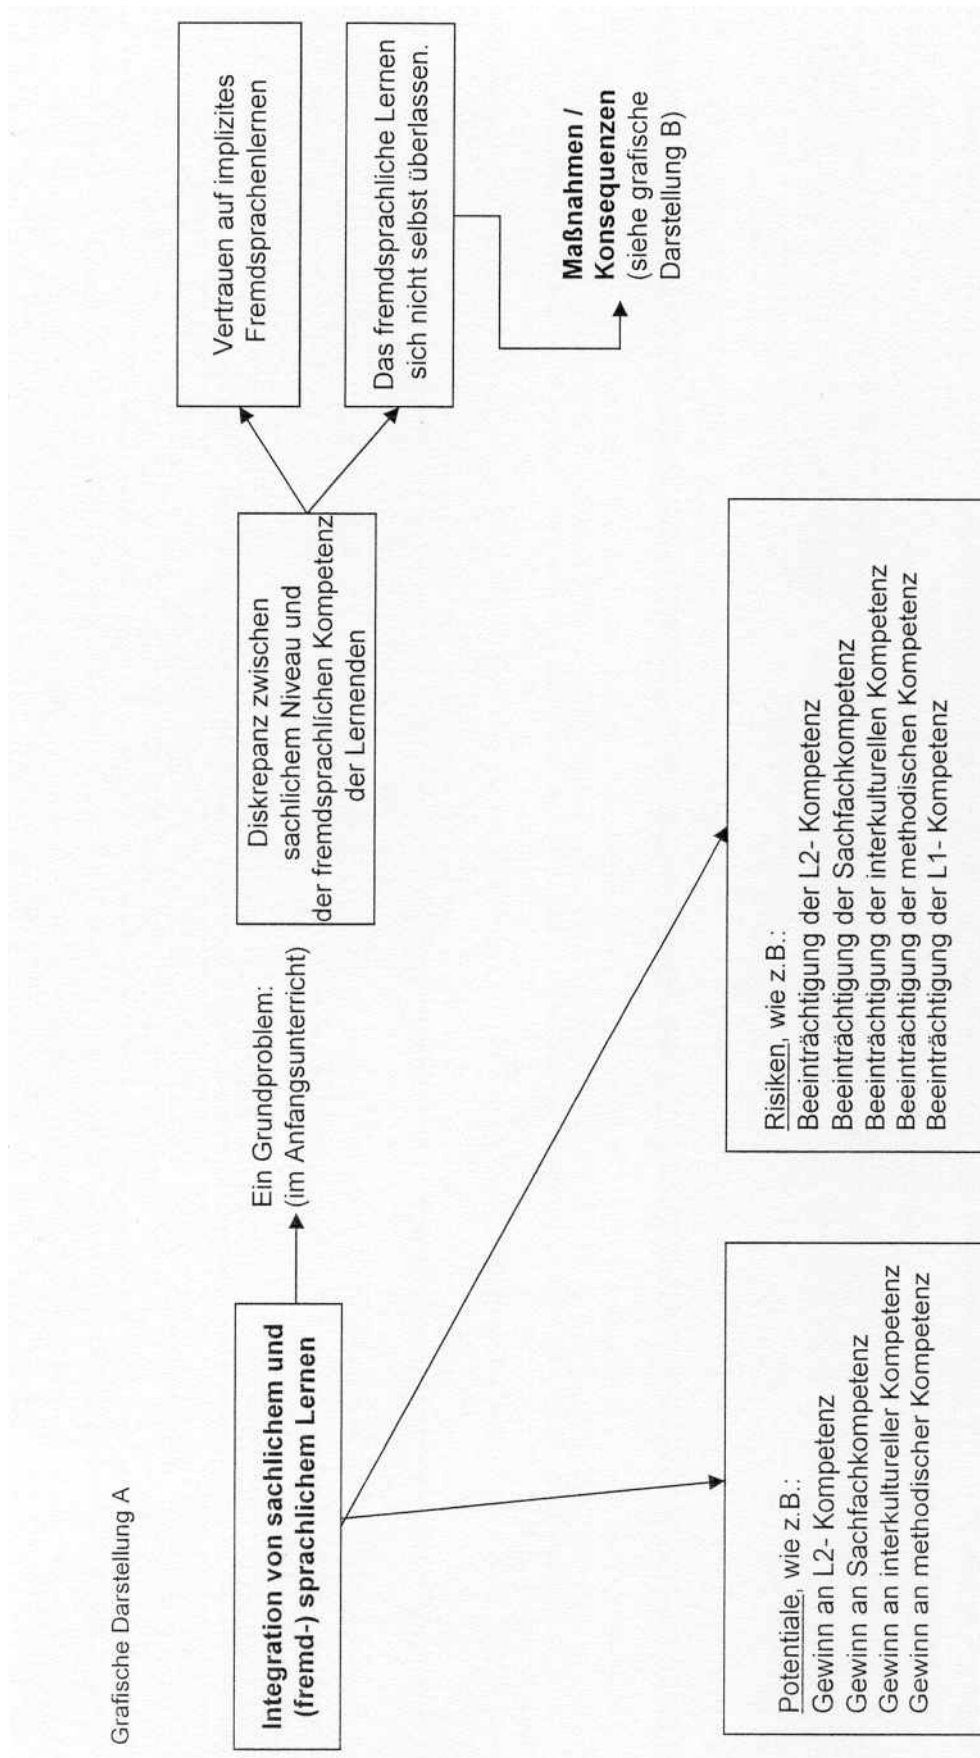 Grafische Darstellung A
Integration von sachlichem und
(fremd-) sprachlichem Lernen
Ein Grundproblem:
(im Anfangsunterricht)
Diskrepanz zwischen
sachlichem Niveau und
der fremdsprachlichen Kompetenz
der Lernenden
Vertrauen auf implizites
Fremdsprachenlernen
Das fremdsprachliche Lernen
sich nicht selbst überlassen.
Maßnahmen /
Konsequenzen
(siehe grafische
Darstellung B)
Potentiale, wie z.B.:
Gewinn an L2- Kompetenz
Gewinn an Sachfachkompetenz
Gewinn an interkultureller Kompetenz
Gewinn an methodischer Kompetenz
Risiken, wie z.B.:
Beeinträchtigung der L2- Kompetenz
Beeinträchtigung der Sachfachkompetenz
Beeinträchtigung der interkulturellen Kompetenz
Beeinträchtigung der methodischen Kompetenz
Beeinträchtigung der L1- Kompetenz